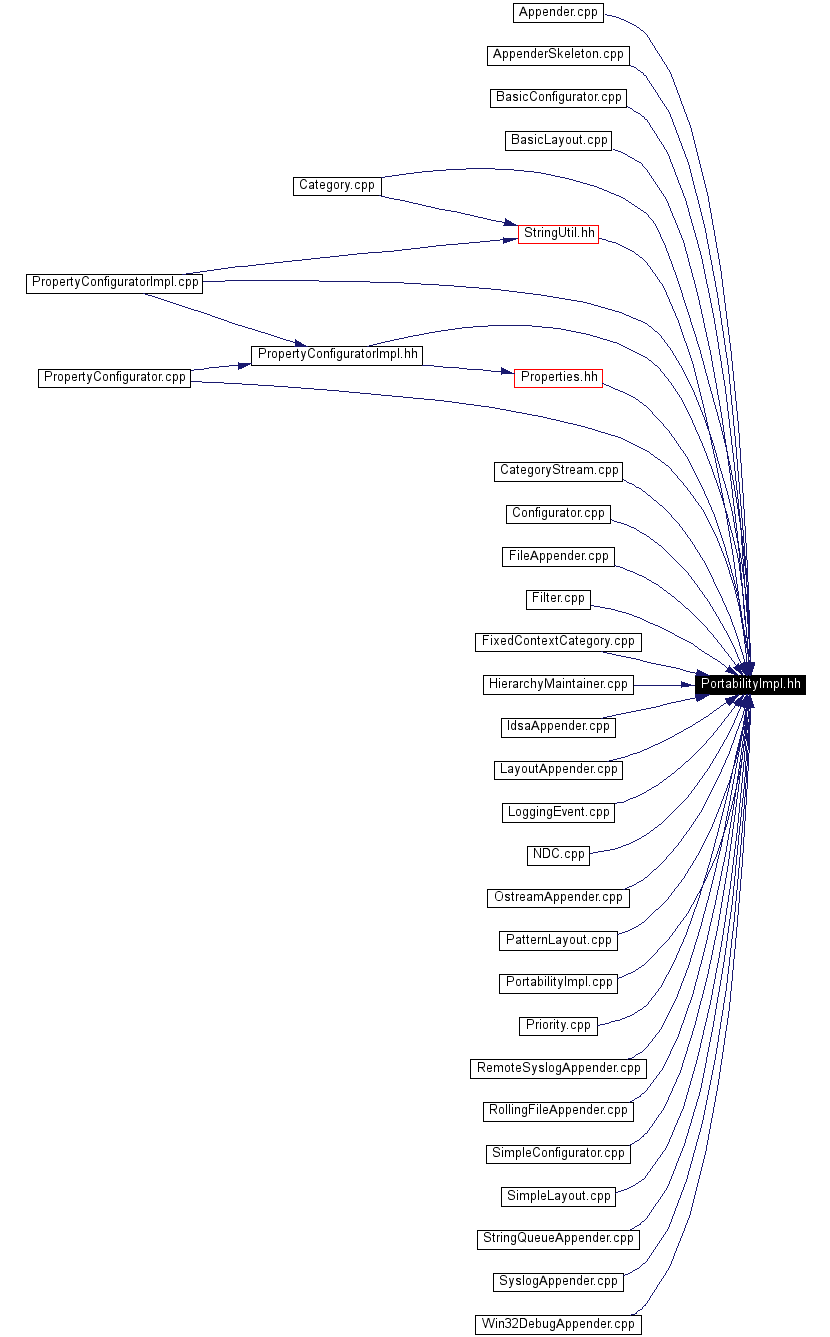 Appender.cpp
AppenderSkeleton.cpp
BasicConfigurator.cpp
BasicLayout.cpp
Category.cpp
StringUtil.hh
PropertyConfiguratorImpl.cpp
PropertyConfiguratorImpl.hh
PropertyConfigurator.cpp
Properties.hh
CategoryStream.cpp
Configurator.cpp
FileAppender.cpp
Filter.cpp
FixedContextCategory.cpp
HierarchyMaintainer.cpp
PortabilityImpl.hh
IdsaAppender.cpp
LayoutAppender.cpp
LoggingEvent.cpp
NDC.cpp
OstreamAppender.cpp
PatternLayout.cpp
PortabilityImpl.cpp
Priority.cpp
RemoteSyslogAppender.cpp
RollingFileAppender.cpp
SimpleConfigurator.cpp
SimpleLayout.cpp
StringQueueAppender.cpp
SyslogAppender.cpp
Win32DebugAppender.cpp